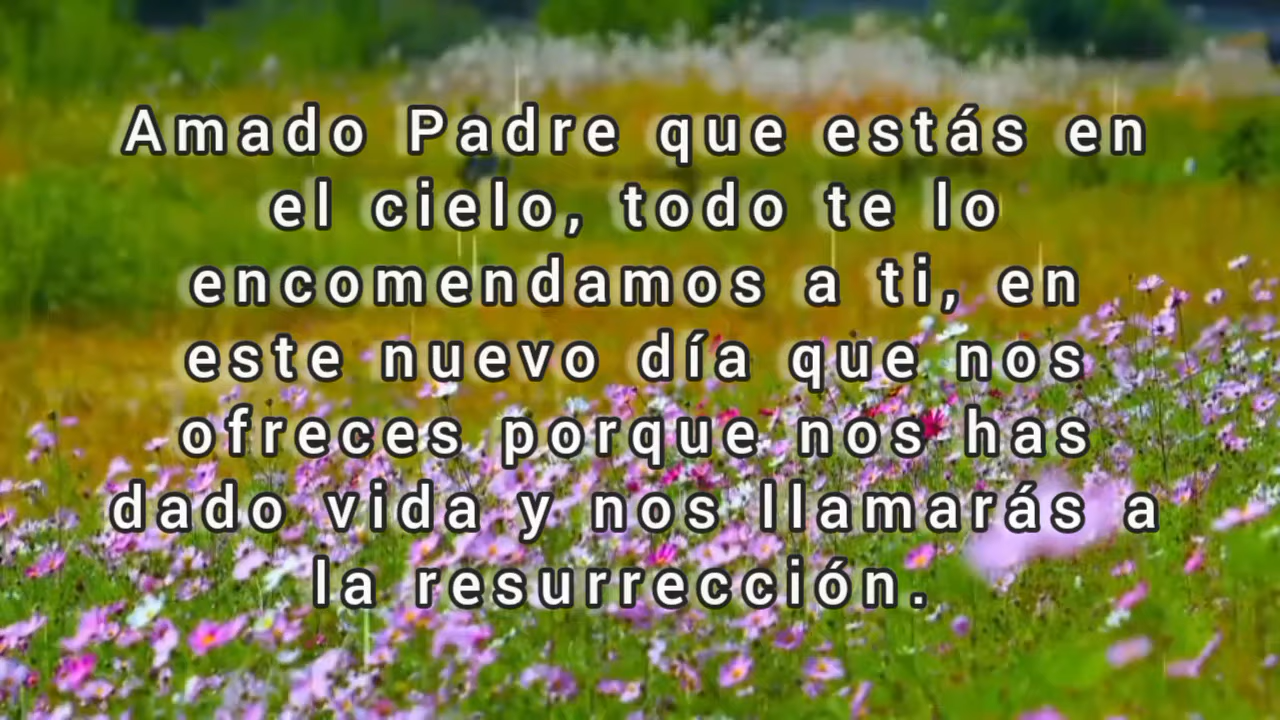 Amado Padre que estás en
el cielo, todo te lo
encomendamos a ti, en
este nuevo día que nos
ofreces porque nos has
dado vida y nos llamarás a
la resurrección.